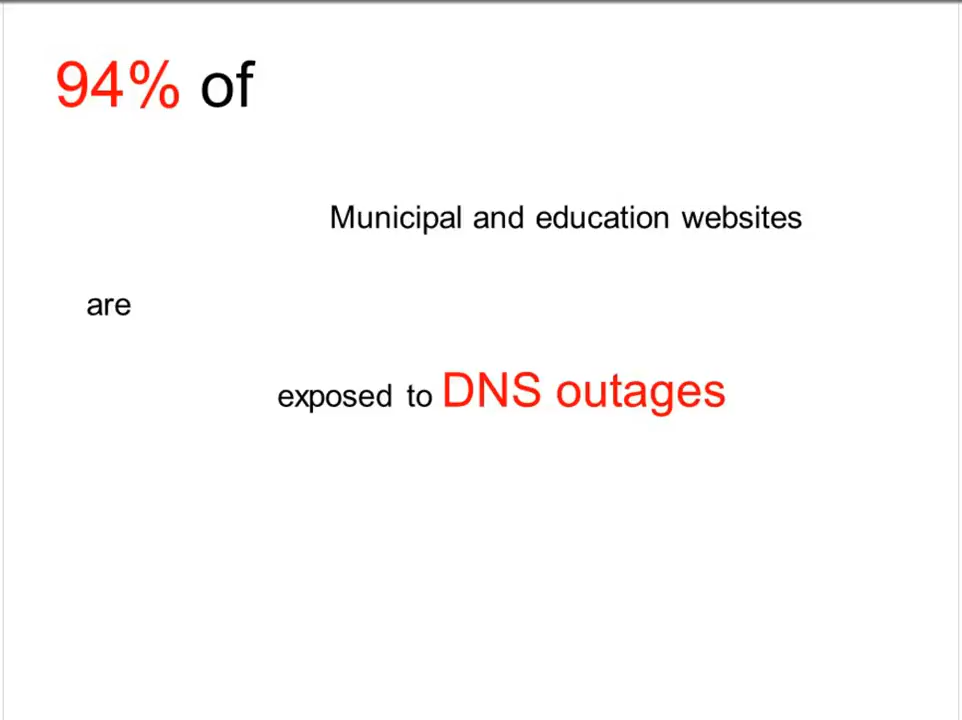 94% of
Municipal and education websites
are
exposed to DNS outages